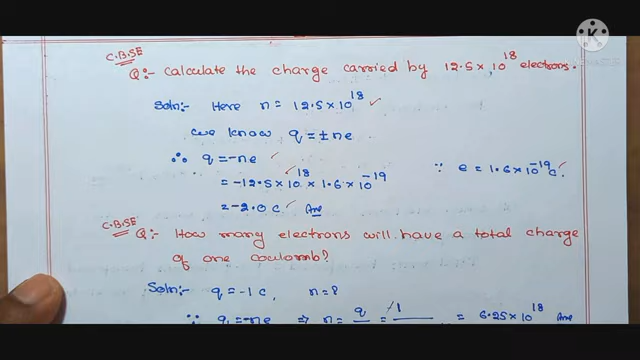 C.B.SE
Q:- Calculate the charge carried by 12.5 × 10^18 electrons.
Soln:- Here n = 12.5 × 10^18 ✓
we know q = ± ne
∴ q = -ne ✓
= -12.5 × 10^18 × 1.6 × 10^-19 ∵ e = 1.6 × 10^-19 C ✓
= -2.0 C ✓ Ans
C.B.SE
Q:- How many electrons will have a total charge
of one coulomb?
Soln:- q = -1 C, n = ?
∵ q = -ne ⇒ n = q = -1 = 6.25 × 10^18 Ans
K